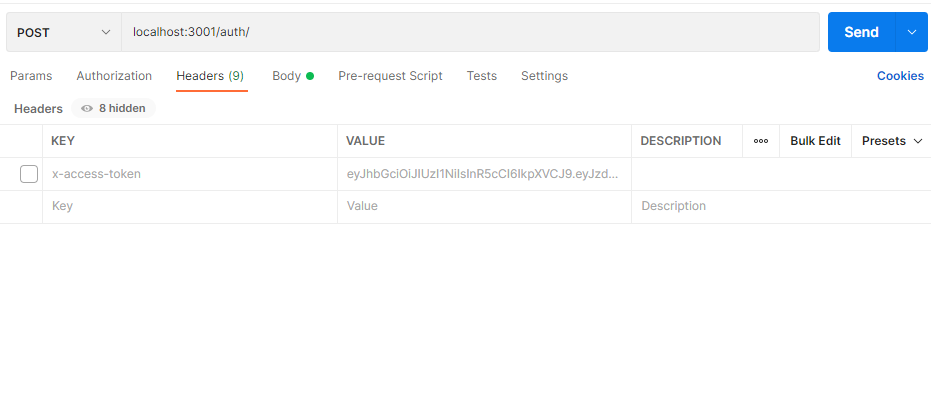 POST localhost:3001/auth/ Send
Params Authorization Headers (9) Body Pre-request Script Tests Settings Cookies
Headers 8 hidden
KEY VALUE DESCRIPTION Bulk Edit Presets
x-access-token eyJhbGciOiJIUzI1NiIsInR5cCI6IkpXVCJ9.eyJzd...
Key Value Description